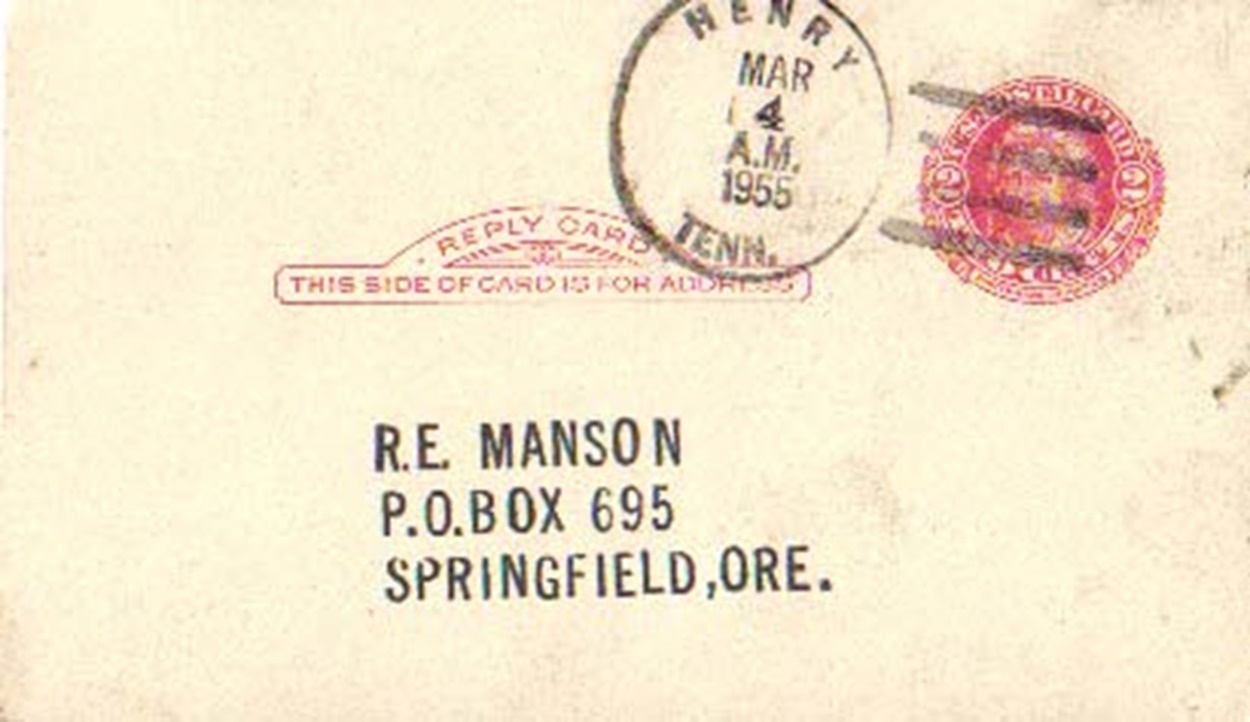 HENRY
MAR
4
A.M.
1955
TENN.
REPLY CARD
THIS SIDE OF CARD IS FOR ADDRESS
R.E. MANSON
P.O.BOX 695
SPRINGFIELD,ORE.